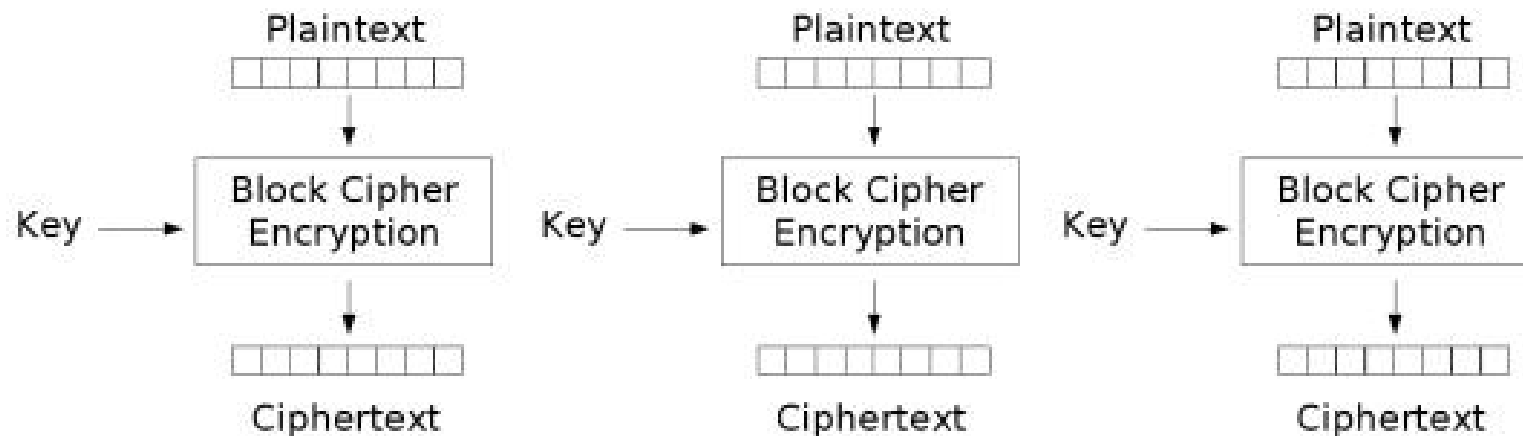 Plaintext Plaintext Plaintext
Key Block Cipher Encryption Key Block Cipher Encryption Key Block Cipher Encryption
Ciphertext Ciphertext Ciphertext